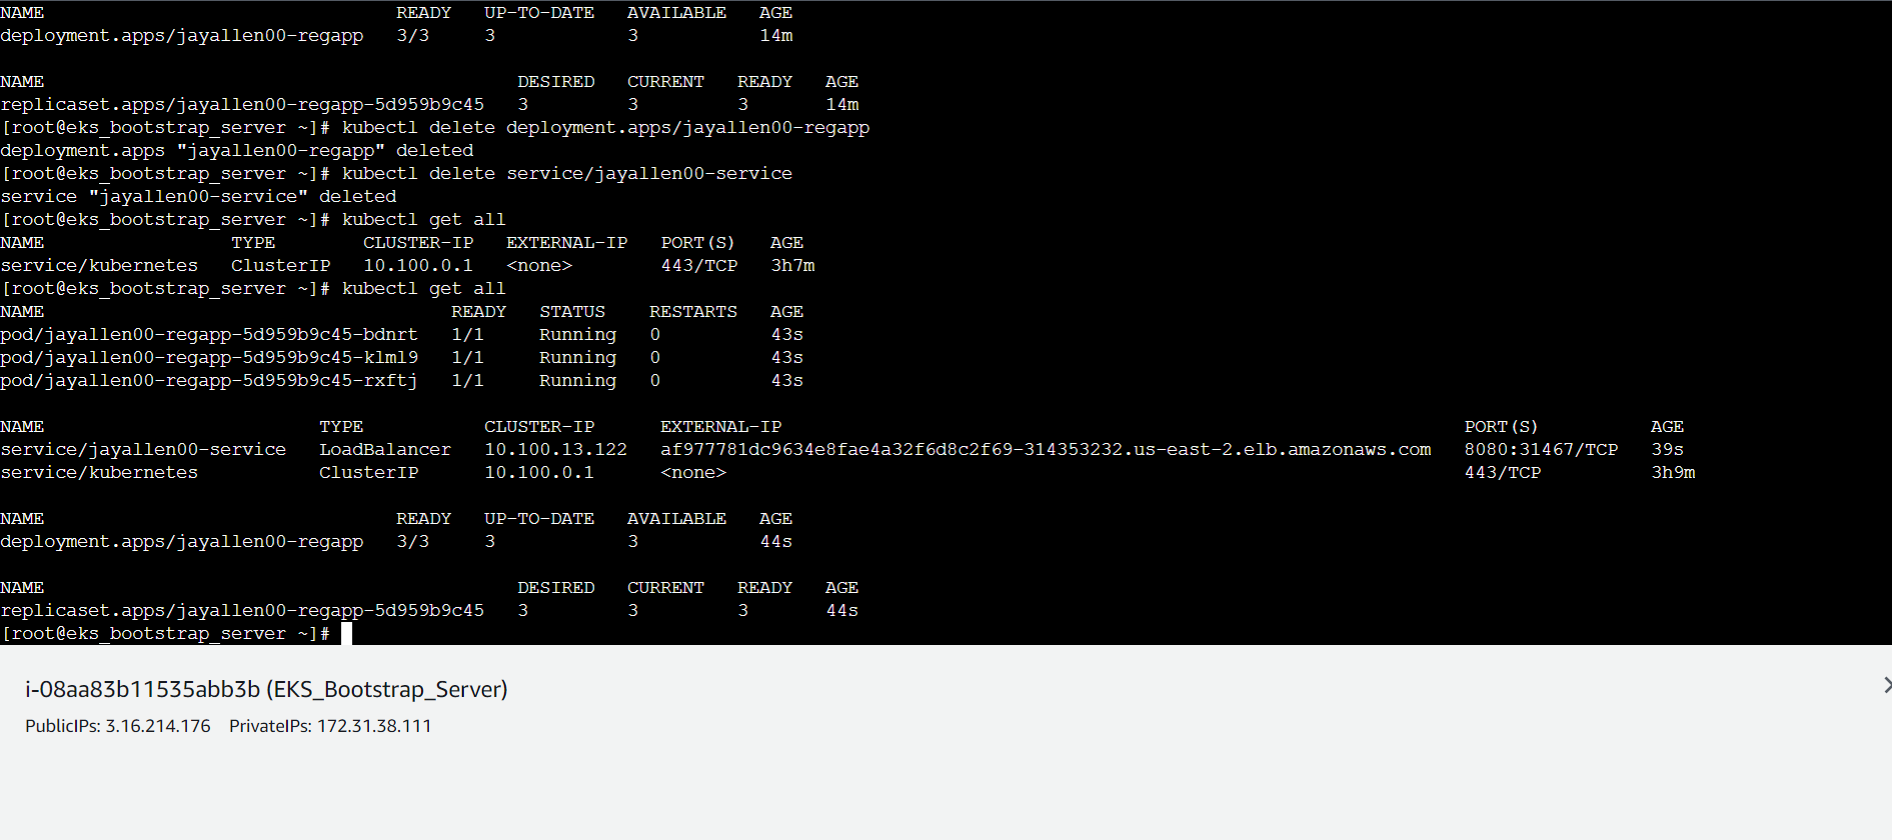 NAME READY UP-TO-DATE AVAILABLE AGE
deployment.apps/jayallen00-regapp 3/3 3 3 14m
NAME DESIRED CURRENT READY AGE
replicaset.apps/jayallen00-regapp-5d959b9c45 3 3 3 14m
[root@eks_bootstrap_server ~]# kubectl delete deployment.apps/jayallen00-regapp
deployment.apps "jayallen00-regapp" deleted
[root@eks_bootstrap_server ~]# kubectl delete service/jayallen00-service
service "jayallen00-service" deleted
[root@eks_bootstrap_server ~]# kubectl get all
NAME TYPE CLUSTER-IP EXTERNAL-IP PORT(S) AGE
service/kubernetes ClusterIP 10.100.0.1 <none> 443/TCP 3h7m
[root@eks_bootstrap_server ~]# kubectl get all
NAME READY STATUS RESTARTS AGE
pod/jayallen00-regapp-5d959b9c45-bdnrt 1/1 Running 0 43s
pod/jayallen00-regapp-5d959b9c45-klml9 1/1 Running 0 43s
pod/jayallen00-regapp-5d959b9c45-rxftj 1/1 Running 0 43s
NAME TYPE CLUSTER-IP EXTERNAL-IP PORT(S) AGE
service/jayallen00-service LoadBalancer 10.100.13.122 af977781dc9634e8fae4a32f6d8c2f69-314353232.us-east-2.elb.amazonaws.com 8080:31467/TCP 39s
service/kubernetes ClusterIP 10.100.0.1 <none> 443/TCP 3h9m
NAME READY UP-TO-DATE AVAILABLE AGE
deployment.apps/jayallen00-regapp 3/3 3 3 44s
NAME DESIRED CURRENT READY AGE
replicaset.apps/jayallen00-regapp-5d959b9c45 3 3 3 44s
[root@eks_bootstrap_server ~]#
i-08aa83b11535abb3b (EKS_Bootstrap_Server)
PublicIPs: 3.16.214.176 PrivateIPs: 172.31.38.111